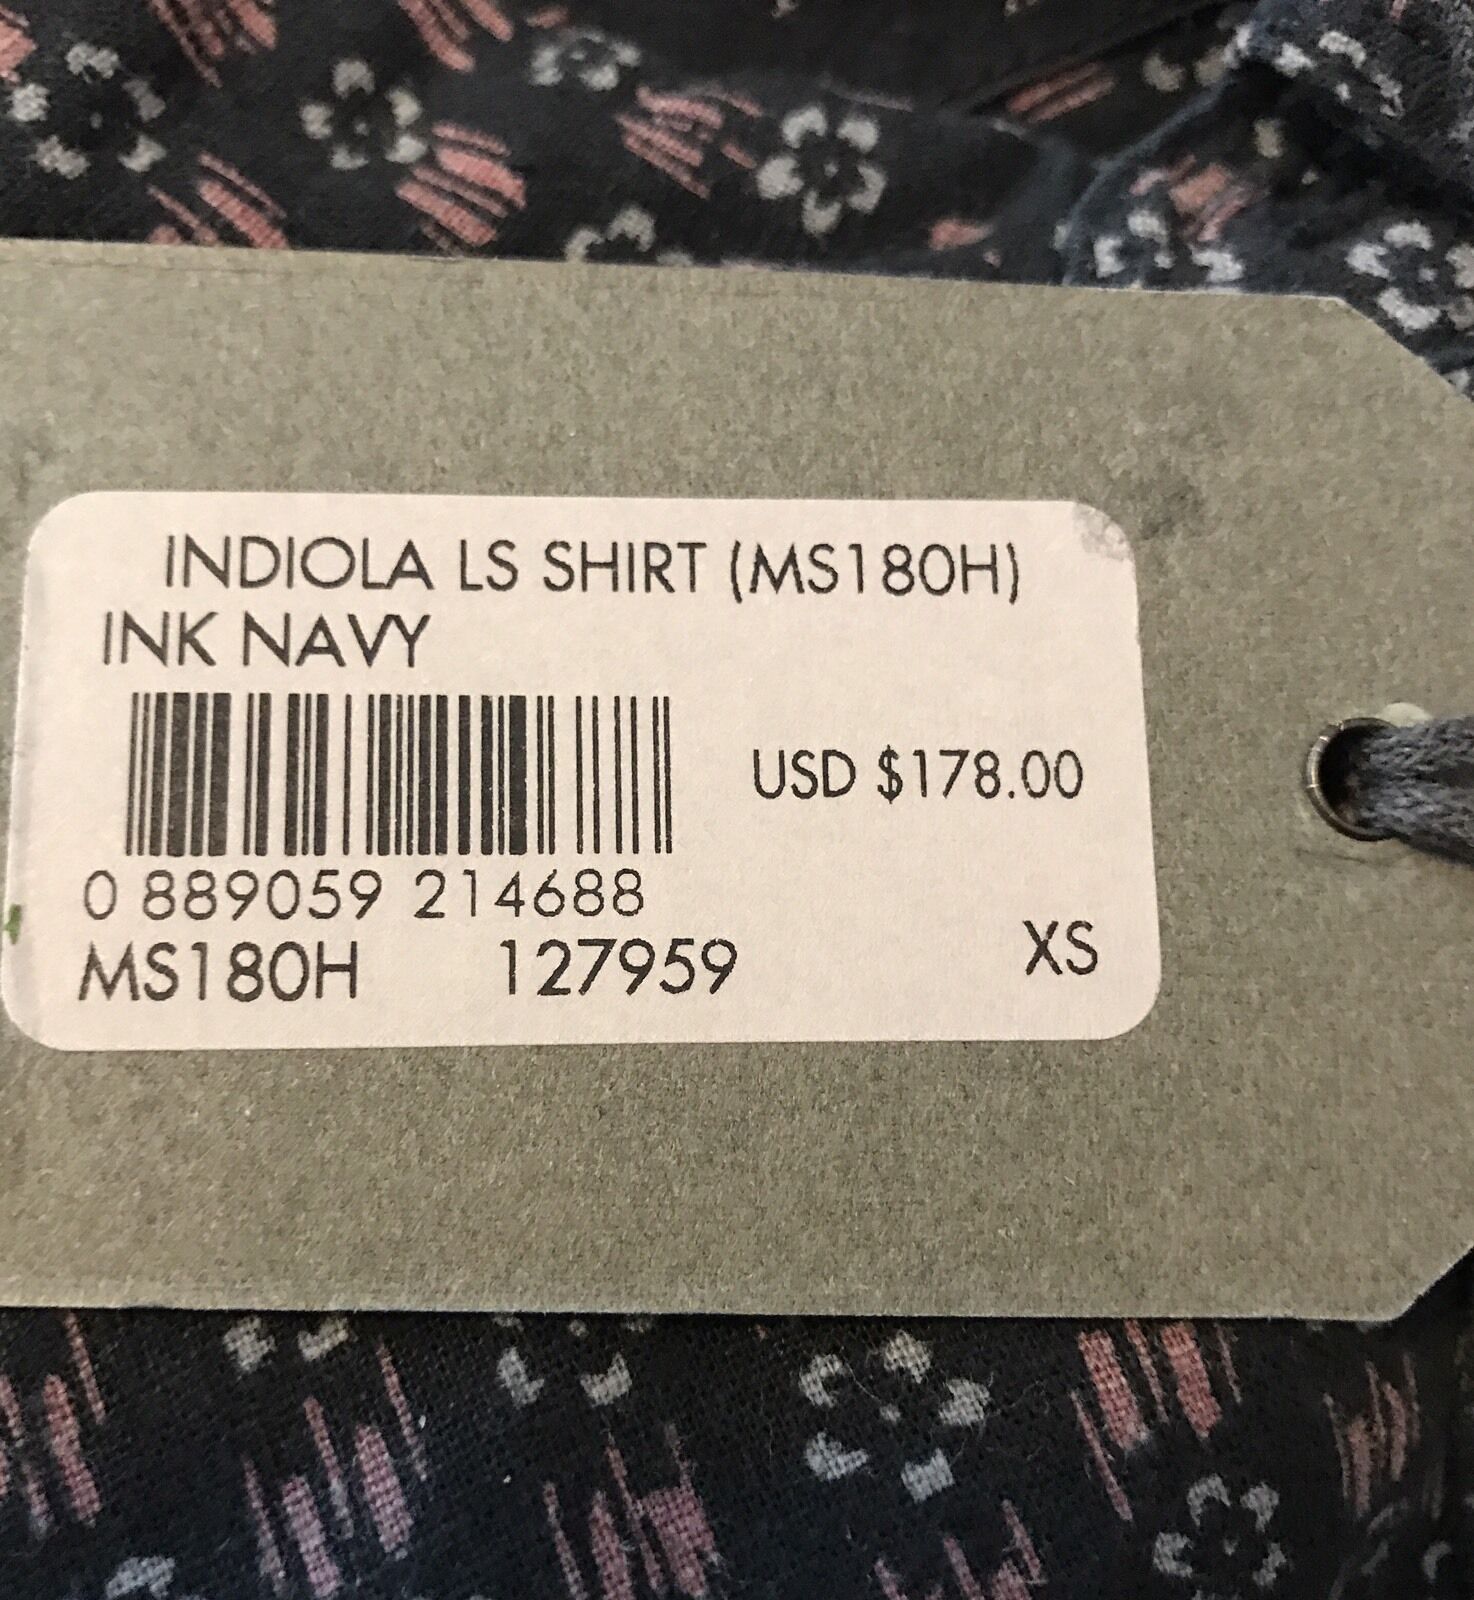 INDIOLA LS SHIRT (MS180H)
INK NAVY
USD $178.00
0 889059 214688
MS180H 127959 XS